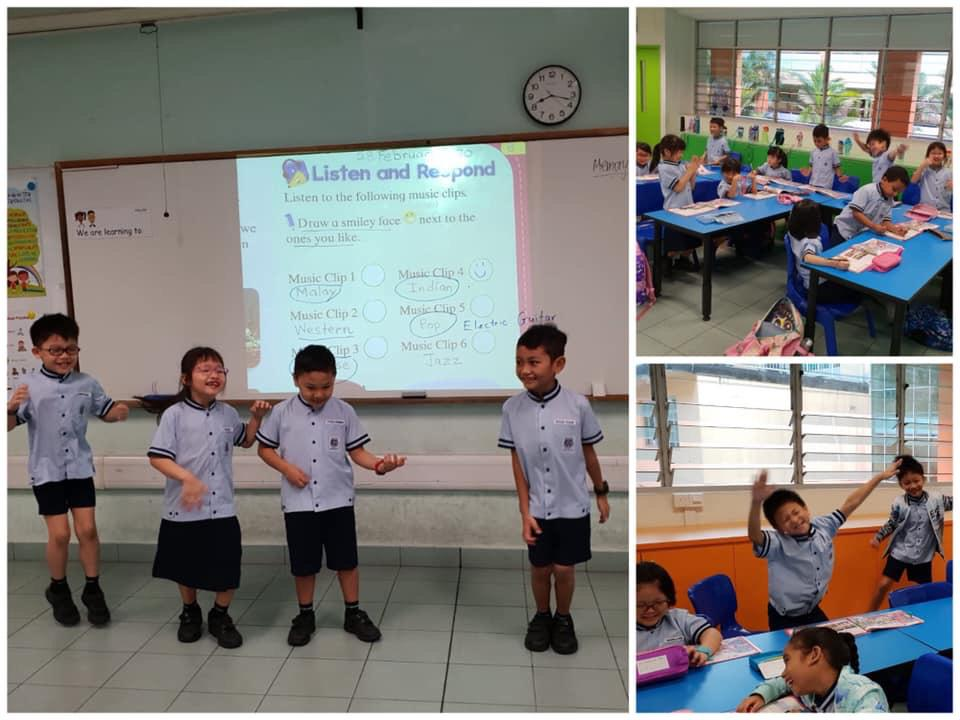 28 February
Listen and Respond
Listen to the following music clips.
Draw a smiley face next to the
ones you like.
Music Clip 1
Malay
Music Clip 2
Western
Clip 3
Music Clip 4
Indian
Music Clip 5
Pop Electric Guitar
Music Clip 6
Jazz
We are learning to
we
Memory